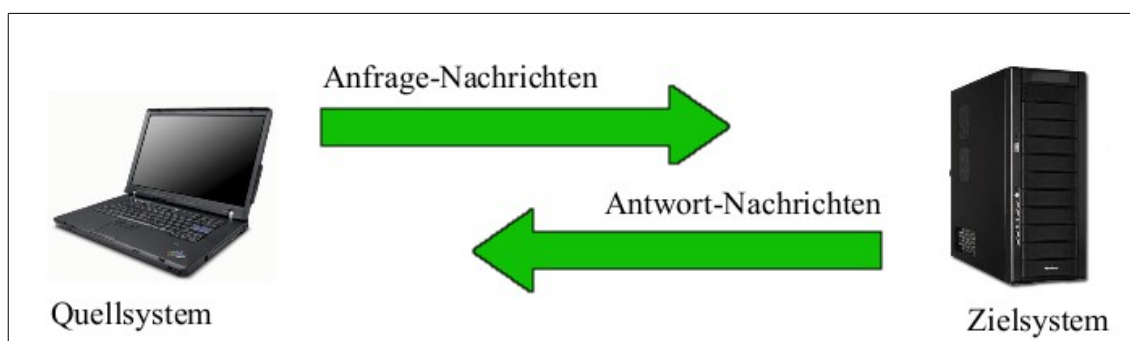 Anfrage-Nachrichten
Antwort-Nachrichten
Quellsystem
Zielsystem